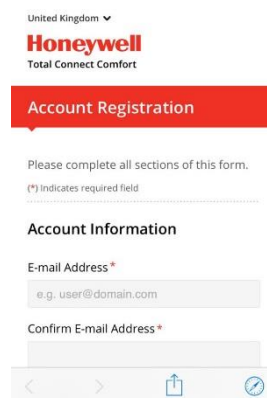 United Kingdom
Honeywell
Total Connect Comfort
Account Registration
Please complete all sections of this form.
(*) Indicates required field
Account Information
E-mail Address*
e.g. user@domain.com
Confirm E-mail Address*